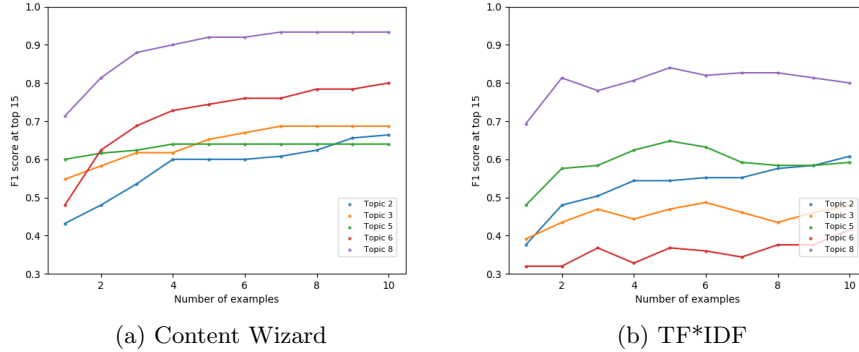 1.0
0.9
0.8
0.7
0.6
0.5
0.4
0.3
F1 score at top 15
2 4 6 8 10
Number of examples
Topic 2
Topic 3
Topic 5
Topic 6
Topic 8
(a) Content Wizard
1.0
0.9
0.8
0.7
0.6
0.5
0.4
0.3
F1 score at top 15
2 4 6 8 10
Number of examples
Topic 2
Topic 3
Topic 5
Topic 6
Topic 8
(b) TF*IDF